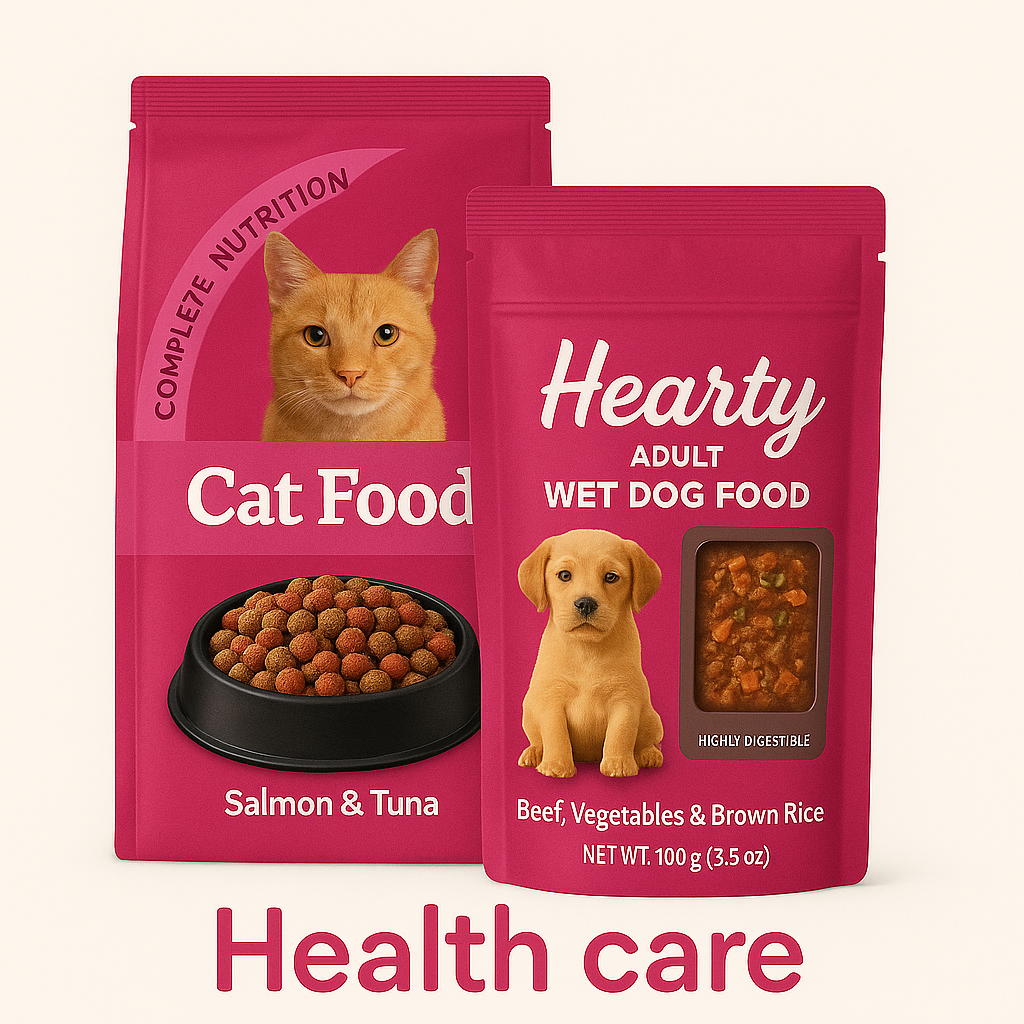 COMPLE7E NUTRITION
Cat Food
Salmon & Tuna
Hearty
ADULT
WET DOG FOOD
HIGHLY DIGESTIBLE
Beef, Vegetables & Brown Rice
NET WT. 100 g (3.5 oz)
Health care